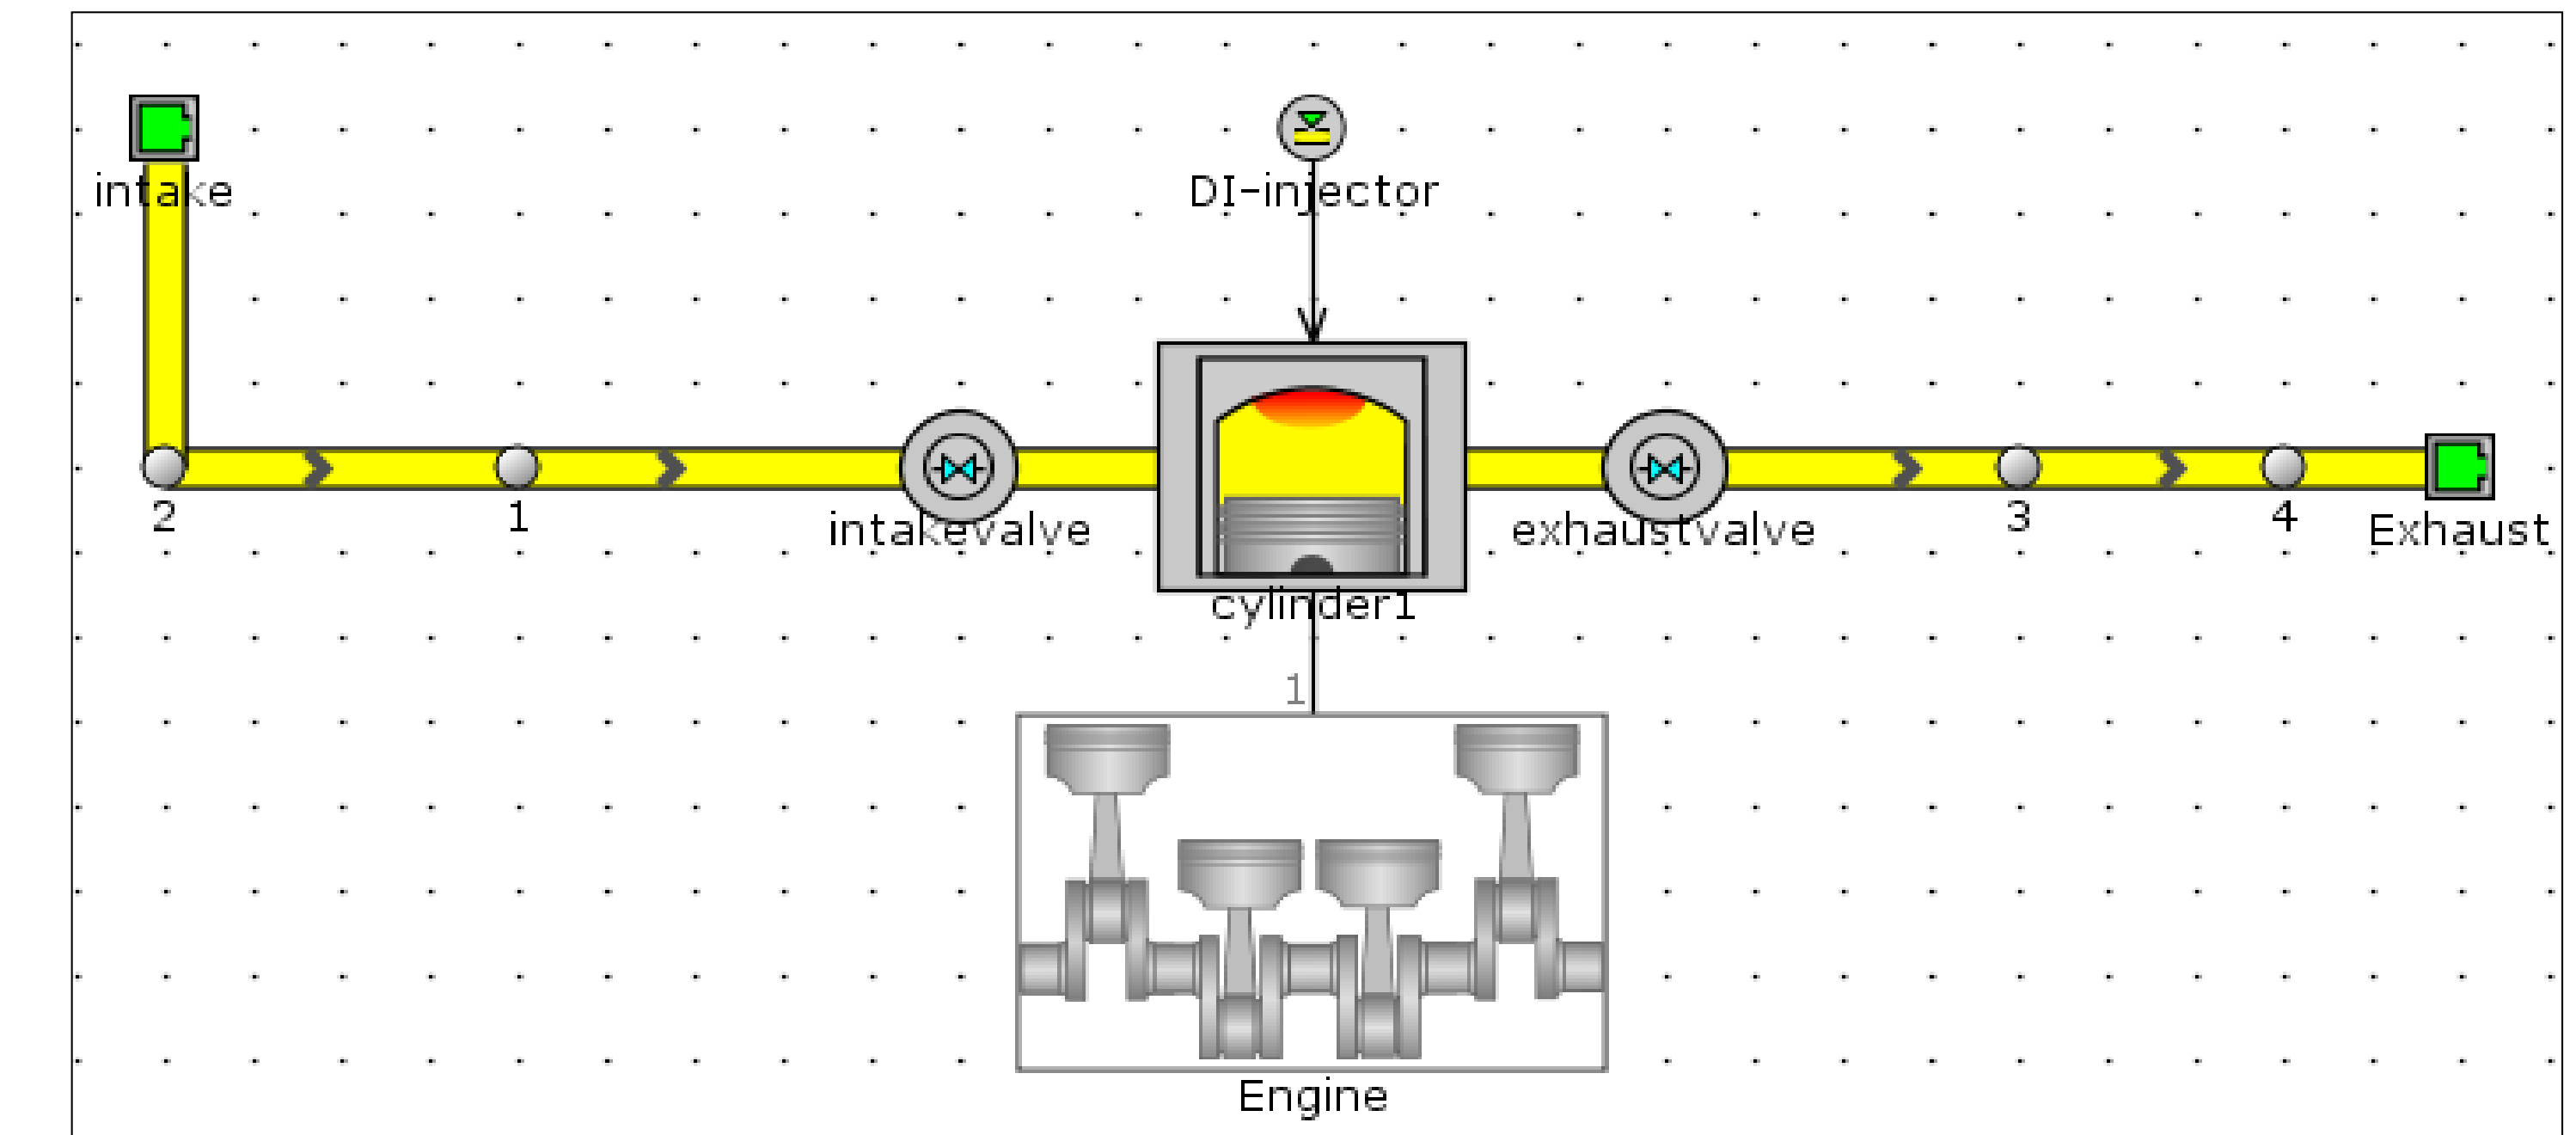 intake
DI-injector
2
1
intakevalve
exhaustvalve
3
4
Exhaust
cylinder1
1
Engine